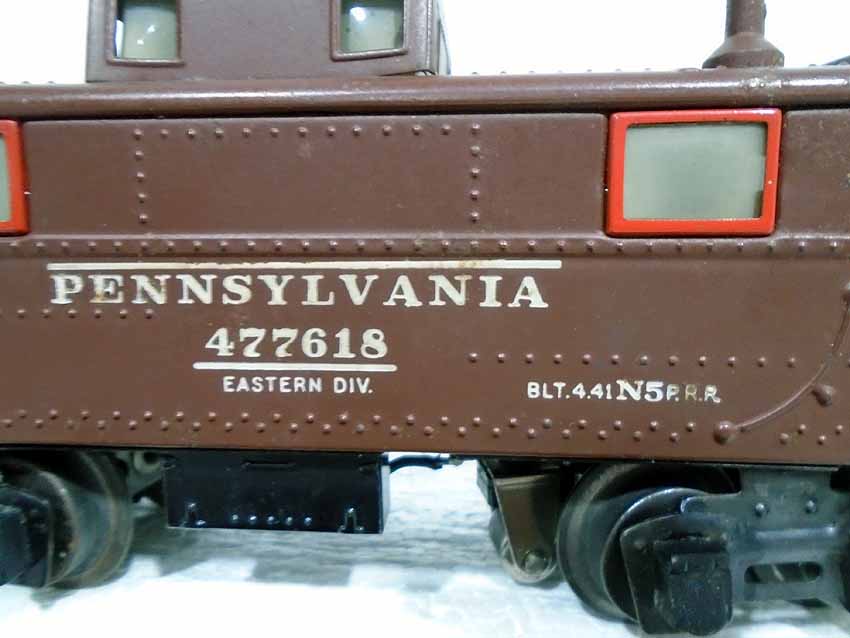 PENNSYLVANIA
477618
EASTERN DIV.
BLT.4.41 N5 P.R.R.